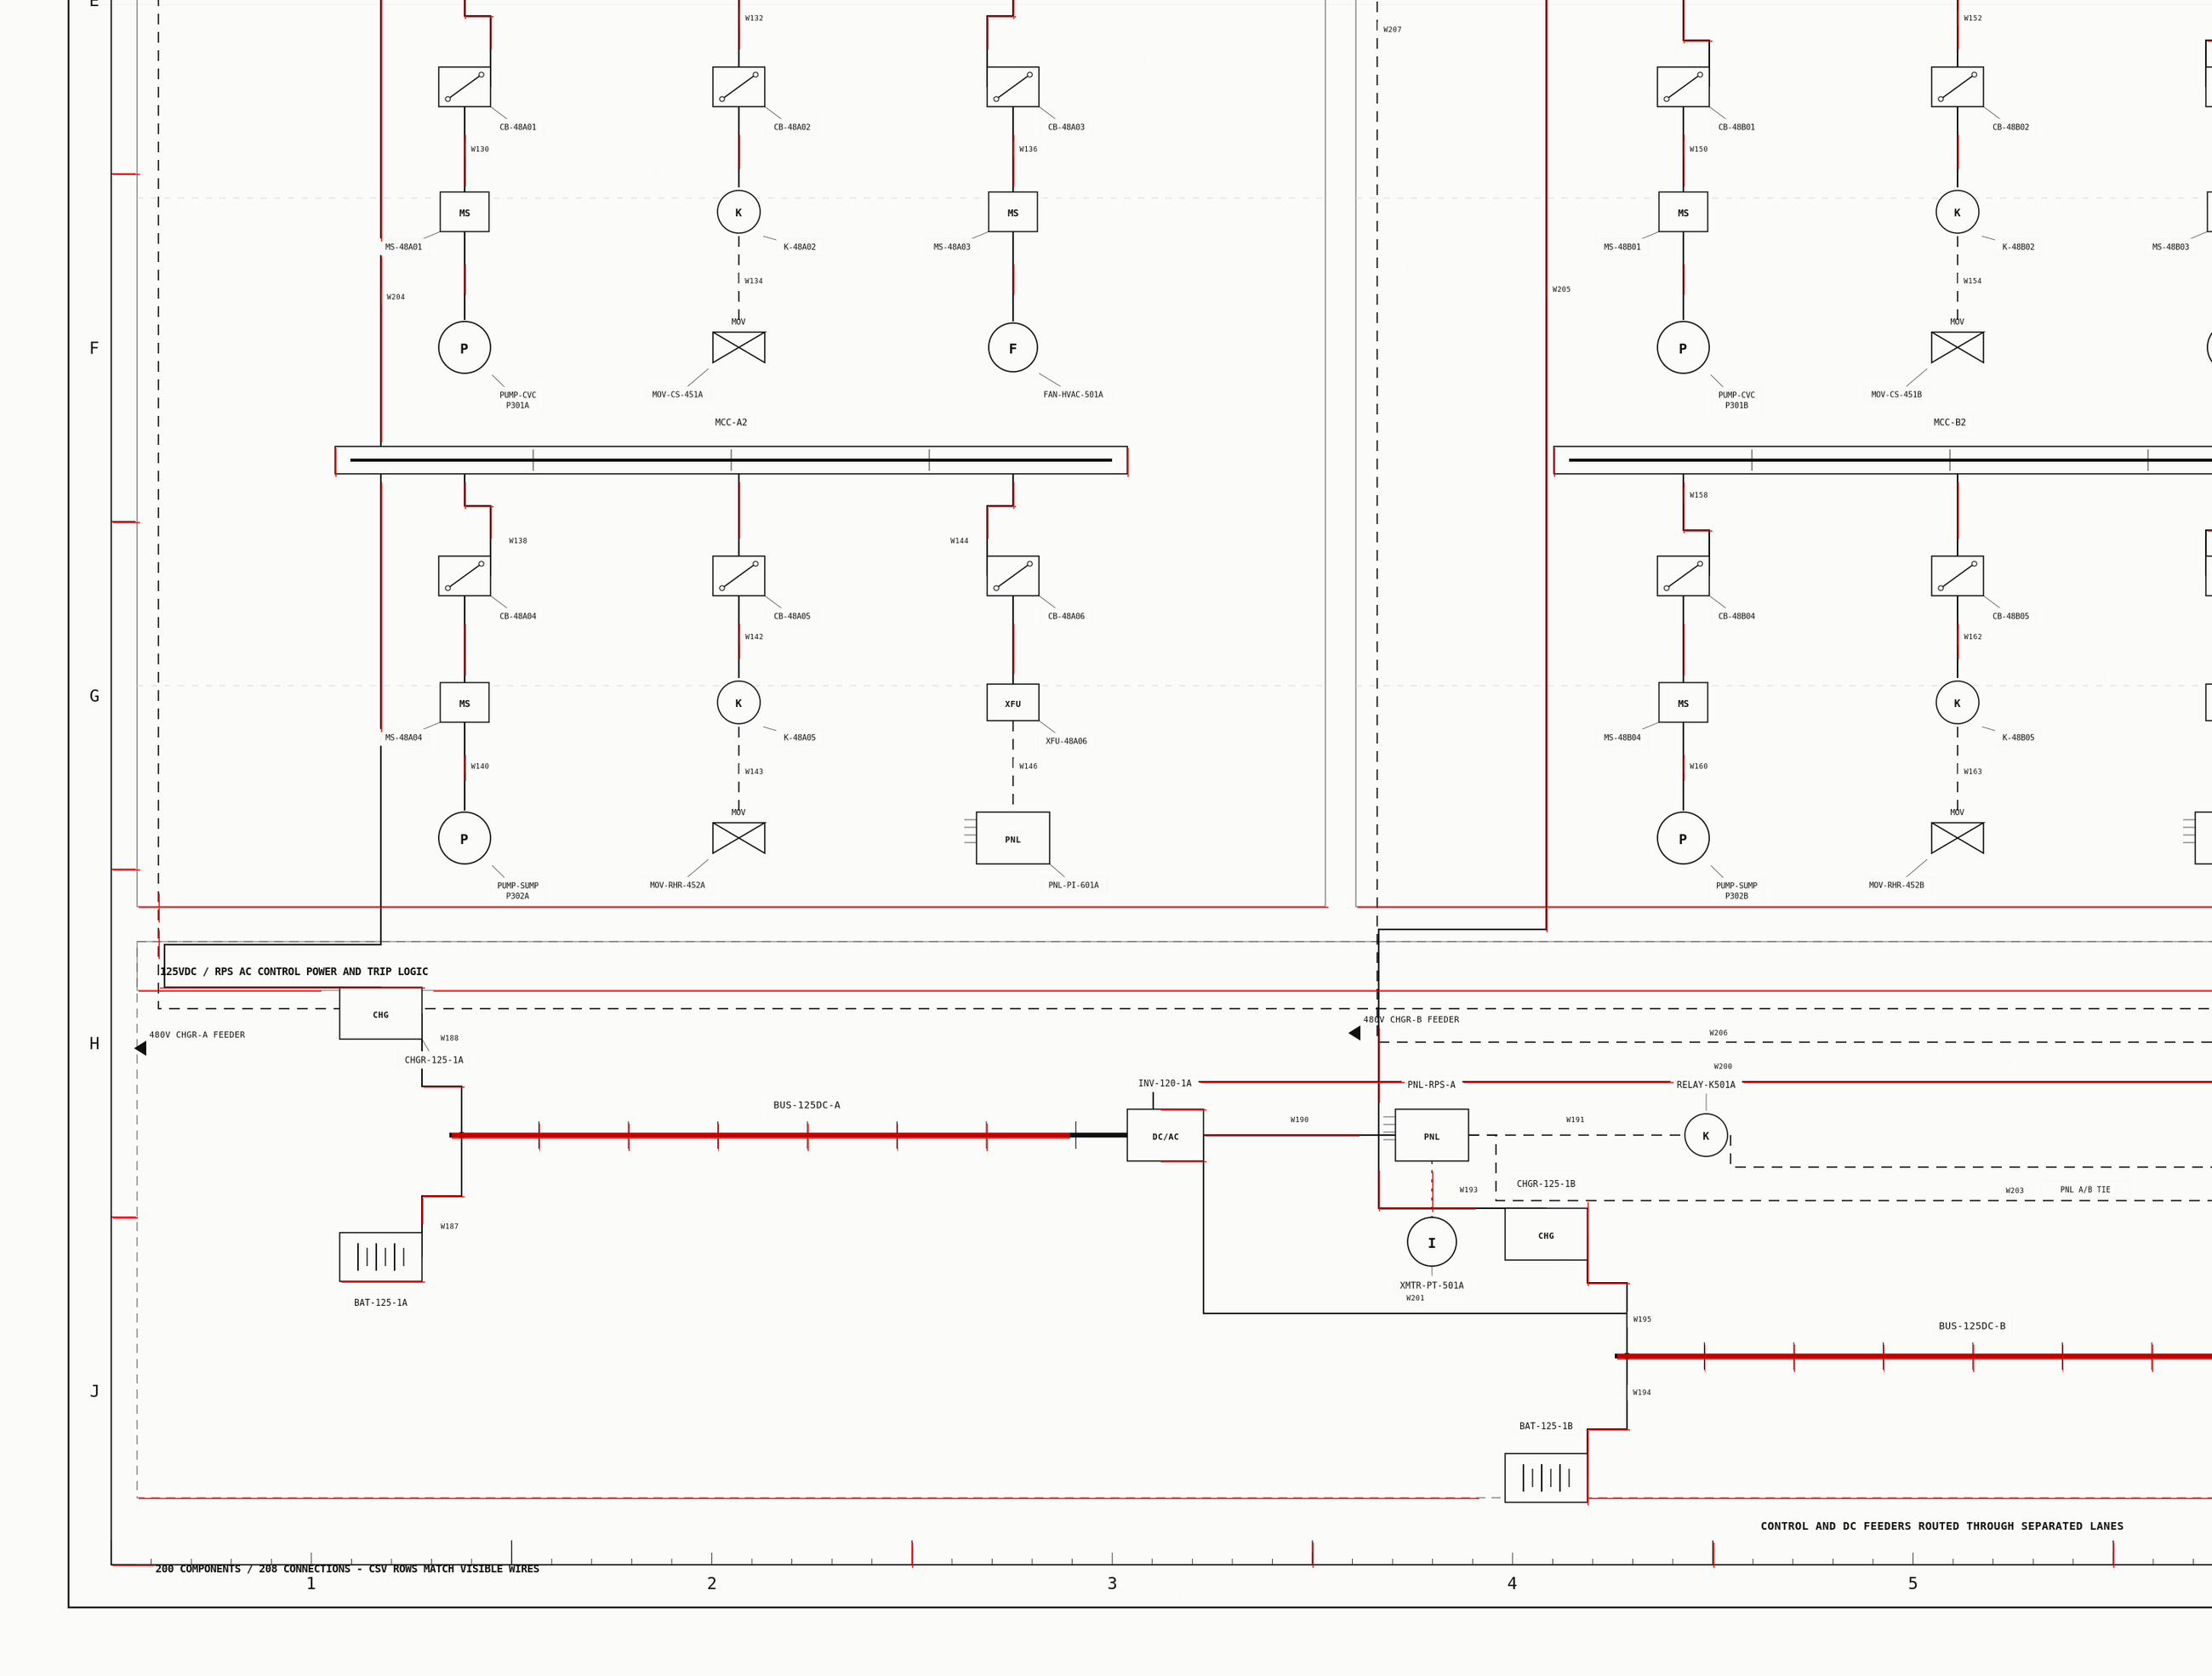 E
W132
W207
W152
CB-48A01
CB-48A02
CB-48A03
CB-48B01
CB-48B02
W130
W136
W150
MS
K
MS
MS
K
MS-48A01
K-48A02
MS-48A03
MS-48B01
K-48B02
MS-48B03
W204
W134
W205
W154
MOV
MOV
F
P
F
P
PUMP-CVC
P301A
MOV-CS-451A
FAN-HVAC-501A
PUMP-CVC
P301B
MOV-CS-451B
MCC-A2
MCC-B2
W158
W138
W144
CB-48A04
CB-48A05
CB-48A06
CB-48B04
CB-48B05
W142
W162
G
MS
K
XFU
MS
K
MS-48A04
K-48A05
XFU-48A06
MS-48B04
K-48B05
W140
W143
W146
W160
W163
MOV
MOV
P
PNL
P
PUMP-SUMP
P302A
MOV-RHR-452A
PNL-PI-601A
PUMP-SUMP
P302B
MOV-RHR-452B
125VDC / RPS AC CONTROL POWER AND TRIP LOGIC
CHG
480V CHGR-A FEEDER
480V CHGR-B FEEDER
H
W188
W206
CHGR-125-1A
W200
INV-120-1A
PNL-RPS-A
RELAY-K501A
BUS-125DC-A
DC/AC
W190
PNL
W191
K
W193
CHGR-125-1B
W203
PNL A/B TIE
W187
I
CHG
BAT-125-1A
XMTR-PT-501A
W201
W195
BUS-125DC-B
J
W194
BAT-125-1B
CONTROL AND DC FEEDERS ROUTED THROUGH SEPARATED LANES
200 COMPONENTS / 208 CONNECTIONS - CSV ROWS MATCH VISIBLE WIRES
1
2
3
4
5